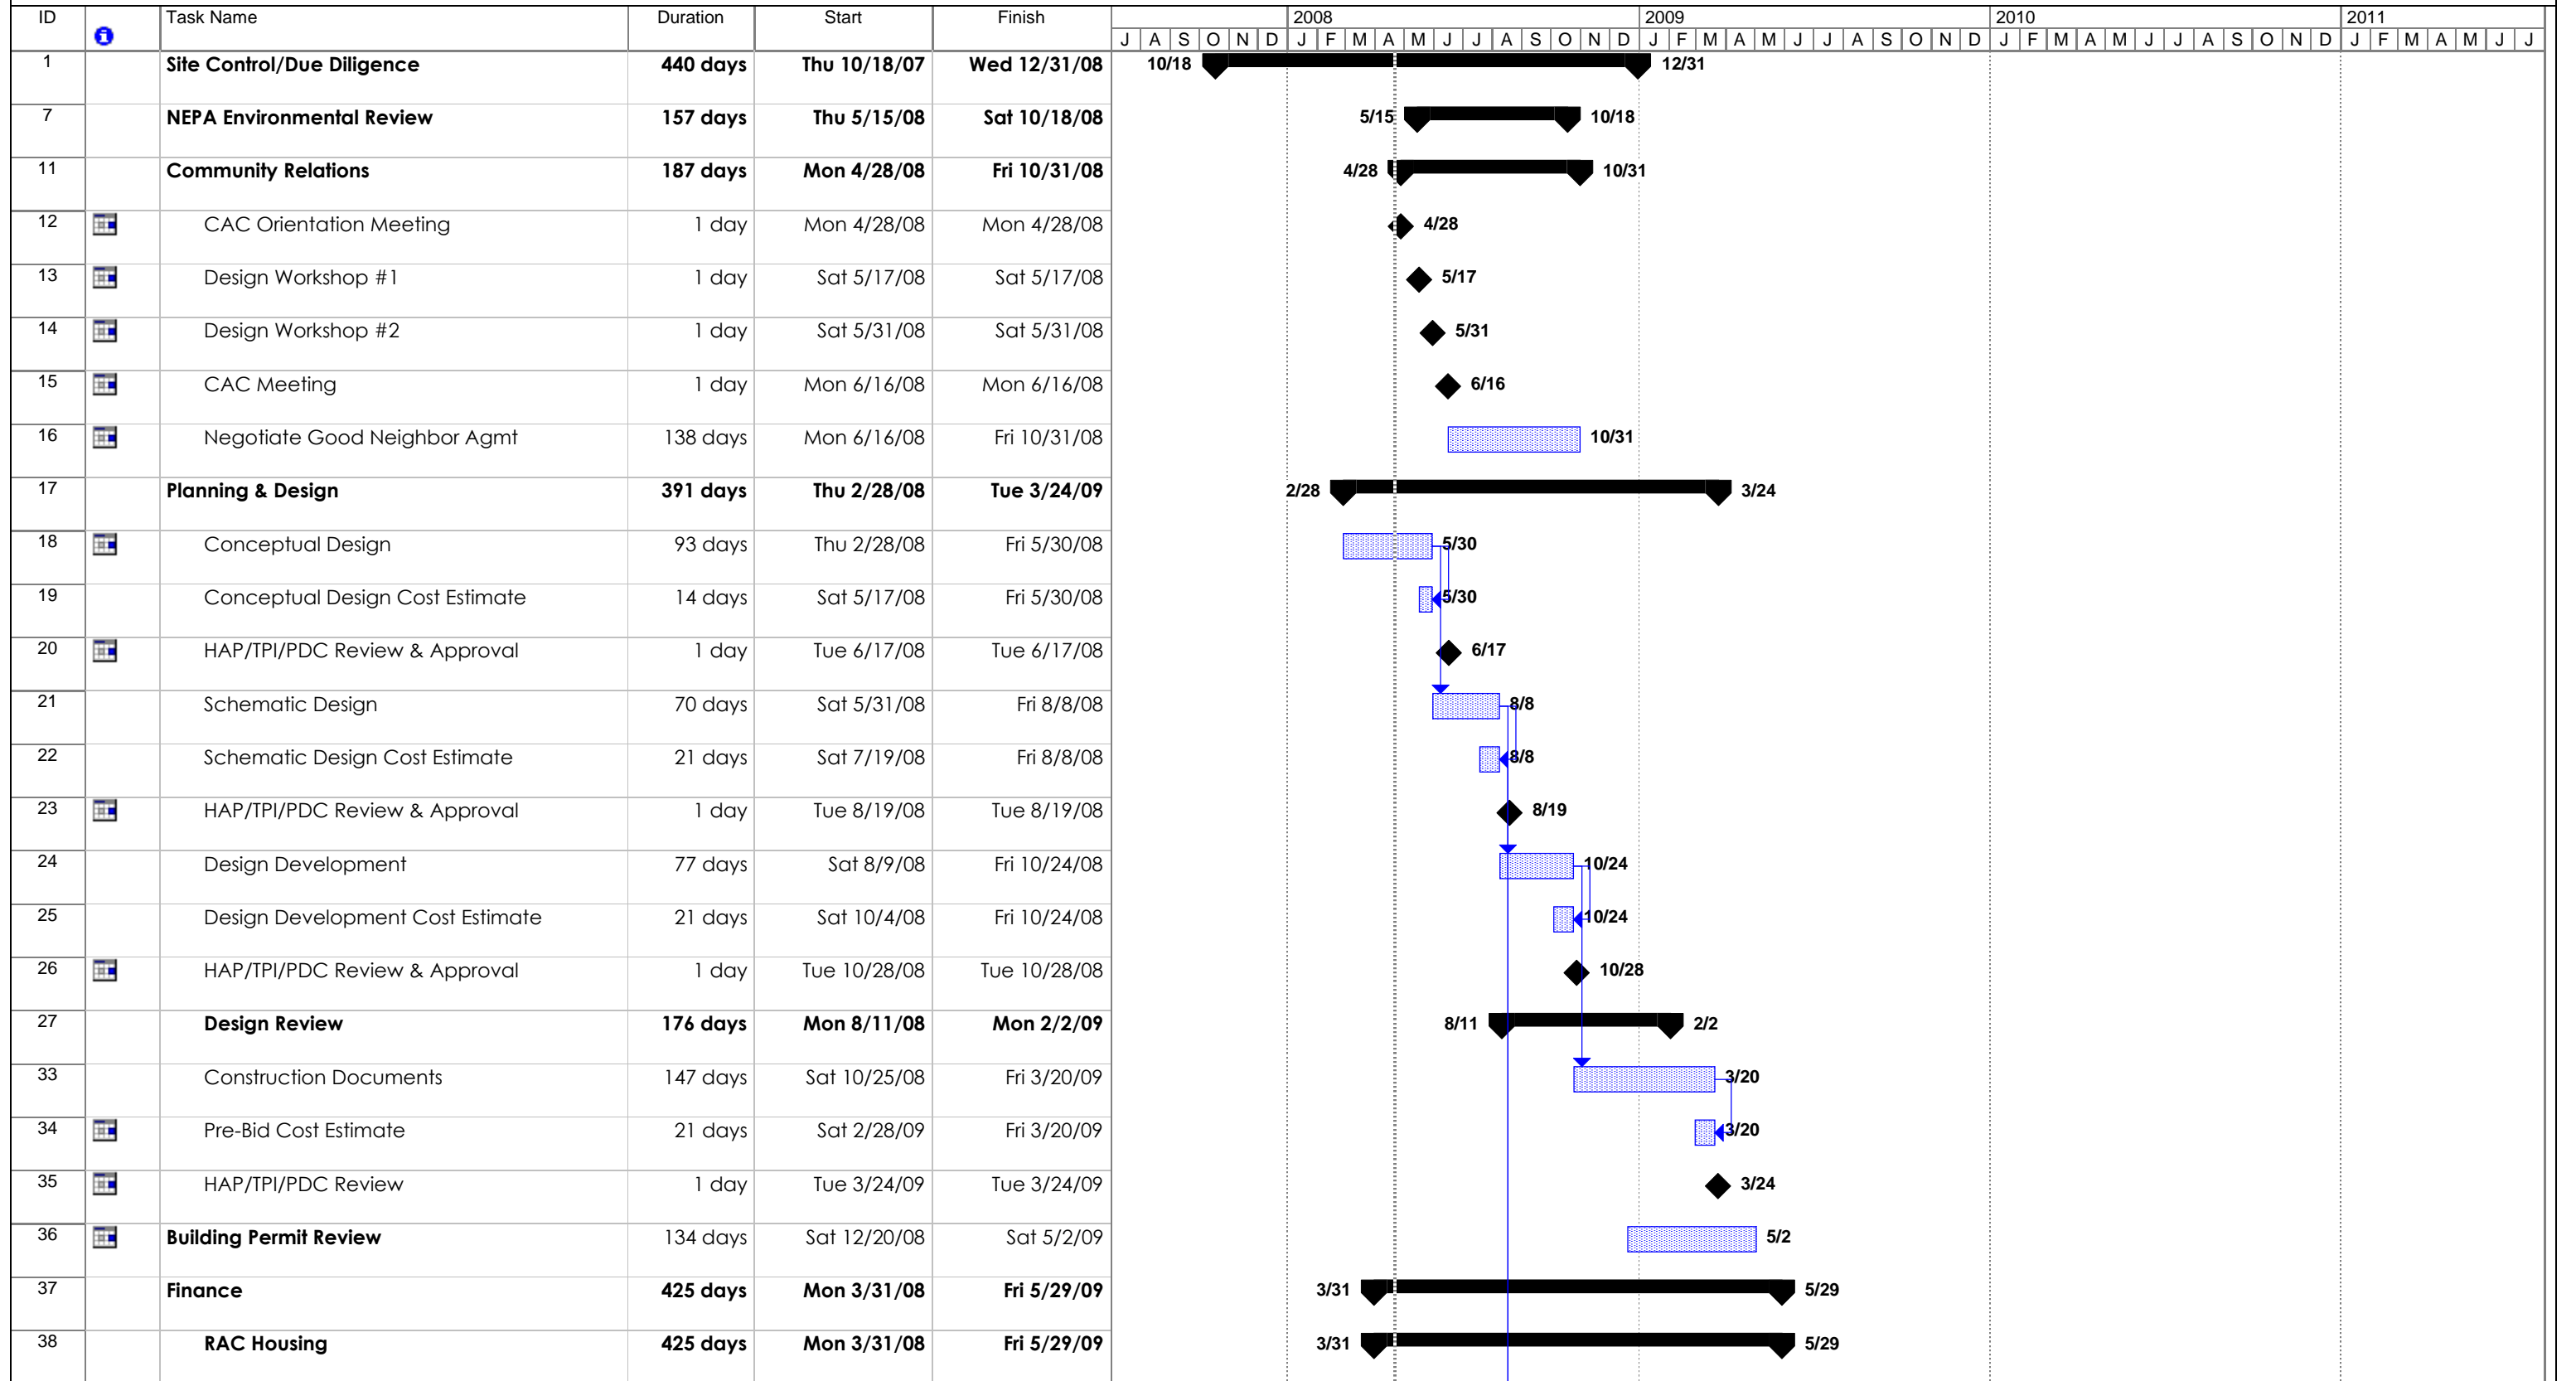 ID Task Name Duration Start Finish 2008 2009 2010 2011
J A S O N D J F M A M J J A S O N D J F M A M J J A S O N D J F M A M J J A S O N D J F M A M J J
1 Site Control/Due Diligence 440 days Thu 10/18/07 Wed 12/31/08 10/18 12/31
7 NEPA Environmental Review 157 days Thu 5/15/08 Sat 10/18/08 5/15 10/18
11 Community Relations 187 days Mon 4/28/08 Fri 10/31/08 4/28 10/31
12 CAC Orientation Meeting 1 day Mon 4/28/08 Mon 4/28/08 4/28
13 Design Workshop #1 1 day Sat 5/17/08 Sat 5/17/08 5/17
14 Design Workshop #2 1 day Sat 5/31/08 Sat 5/31/08 5/31
15 CAC Meeting 1 day Mon 6/16/08 Mon 6/16/08 6/16
16 Negotiate Good Neighbor Agmt 138 days Mon 6/16/08 Fri 10/31/08 10/31
17 Planning & Design 391 days Thu 2/28/08 Tue 3/24/09 2/28 3/24
18 Conceptual Design 93 days Thu 2/28/08 Fri 5/30/08 5/30
19 Conceptual Design Cost Estimate 14 days Sat 5/17/08 Fri 5/30/08 5/30
20 HAP/TPI/PDC Review & Approval 1 day Tue 6/17/08 Tue 6/17/08 6/17
21 Schematic Design 70 days Sat 5/31/08 Fri 8/8/08 8/8
22 Schematic Design Cost Estimate 21 days Sat 7/19/08 Fri 8/8/08 8/8
23 HAP/TPI/PDC Review & Approval 1 day Tue 8/19/08 Tue 8/19/08 8/19
24 Design Development 77 days Sat 8/9/08 Fri 10/24/08 10/24
25 Design Development Cost Estimate 21 days Sat 10/4/08 Fri 10/24/08 10/24
26 HAP/TPI/PDC Review & Approval 1 day Tue 10/28/08 Tue 10/28/08 10/28
27 Design Review 176 days Mon 8/11/08 Mon 2/2/09 8/11 2/2
33 Construction Documents 147 days Sat 10/25/08 Fri 3/20/09 3/20
34 Pre-Bid Cost Estimate 21 days Sat 2/28/09 Fri 3/20/09 3/20
35 HAP/TPI/PDC Review 1 day Tue 3/24/09 Tue 3/24/09 3/24
36 Building Permit Review 134 days Sat 12/20/08 Sat 5/2/09 5/2
37 Finance 425 days Mon 3/31/08 Fri 5/29/09 3/31 5/29
38 RAC Housing 425 days Mon 3/31/08 Fri 5/29/09 3/31 5/29